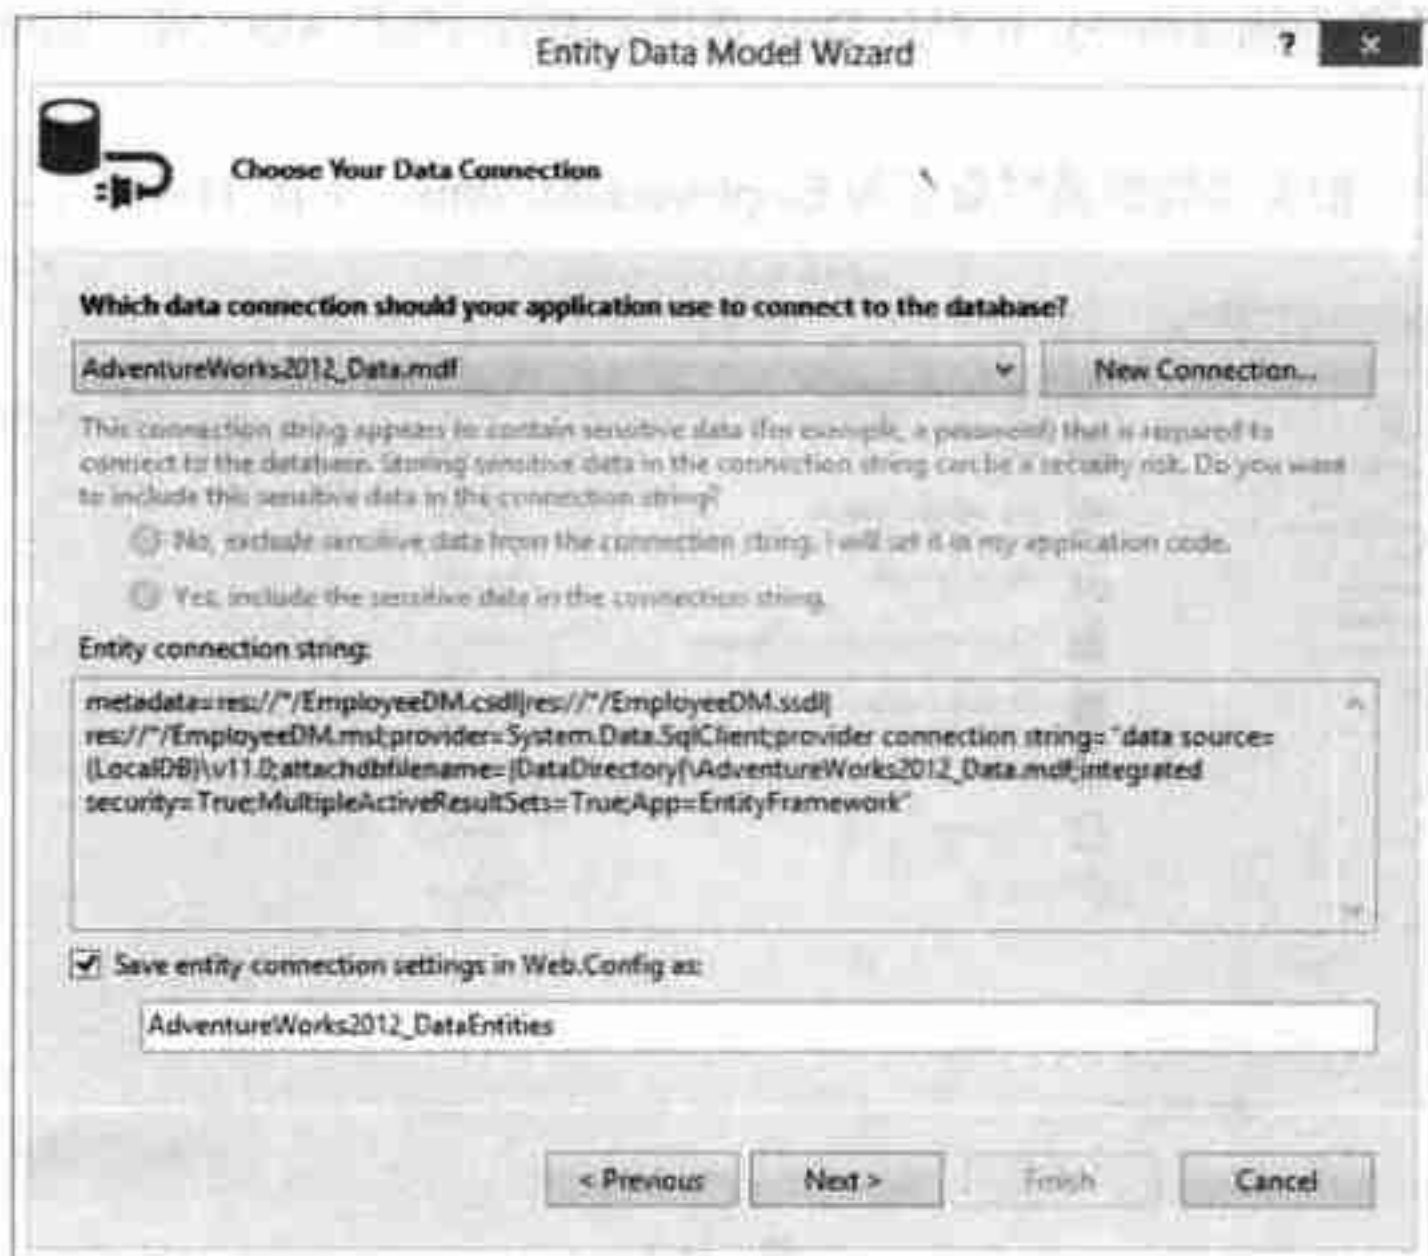 Entity Data Model Wizard
?
Choose Your Data Connection
Which data connection should your application use to connect to the database?
AdventureWorks2012_Data.mdf
New Connection...
This connection string appears to contain sensitive data (for example, a password) that is required to
connect to the database. Storing sensitive data in the connection string can be a security risk. Do you want
to include this sensitive data in the connection string?
No, exclude sensitive data from the connection string. I will set it in my application code.
Yes, include the sensitive data in the connection string.
Entity connection string:
metadata=res://*/EmployeeDM.csdl|res://*/EmployeeDM.ssdl|
res://*/EmployeeDM.msl;provider=System.Data.SqlClient;provider connection string="data source=
(LocalDB)\v11.0;attachdbfilename=|DataDirectory|\AdventureWorks2012_Data.mdf;integrated
security=True;MultipleActiveResultSets=True;App=EntityFramework"
Save entity connection settings in Web.Config as:
AdventureWorks2012_DataEntities
< Previous
Next >
Finish
Cancel